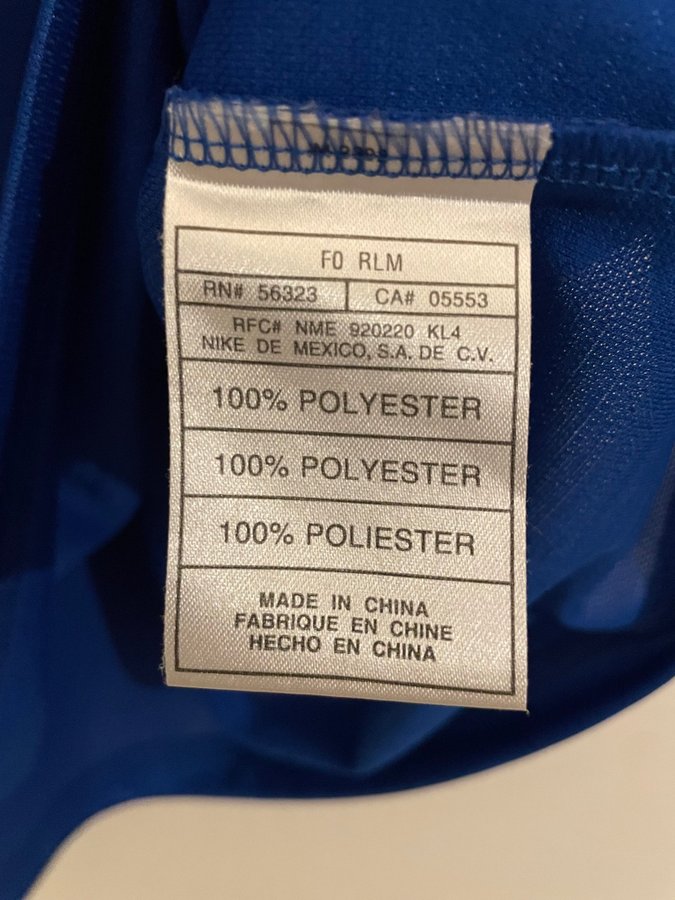 F0 RLM
RN# 56323 CA# 05553
RFC# NME 920220 KL4
NIKE DE MEXICO, S.A. DE C.V.
100% POLYESTER
100% POLYESTER
100% POLIESTER
MADE IN CHINA
FABRIQUE EN CHINE
HECHO EN CHINA